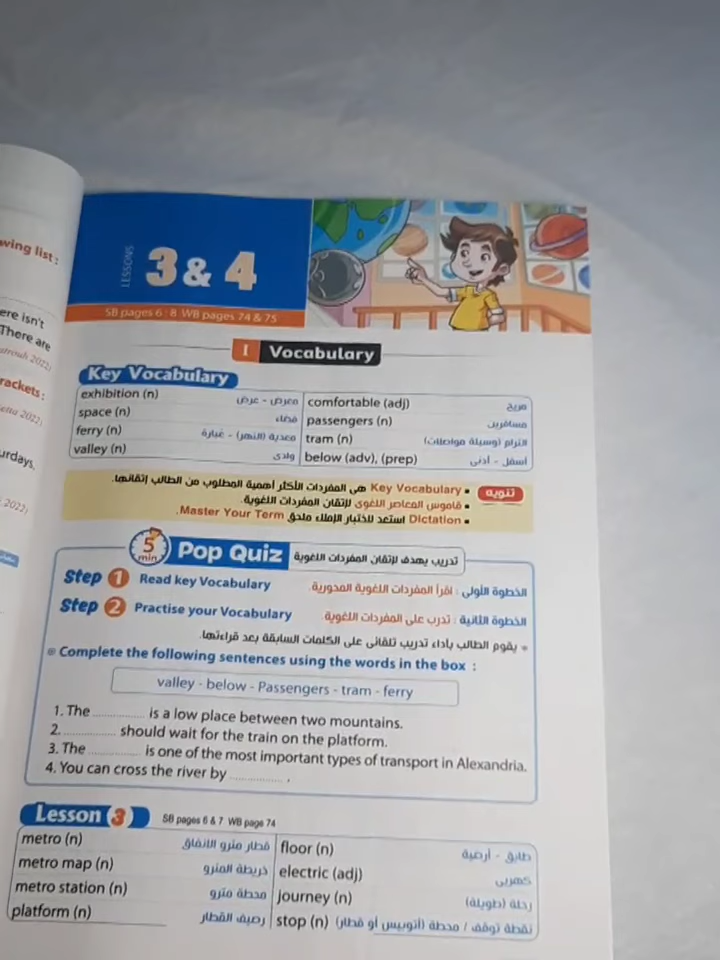 wing list :
ere isn't
There are
rackets:
urdays,
2022)
LESSONS
3 & 4
SB pages 6 : 8 WB pages 74 & 75
I Vocabulary
Key Vocabulary
exhibition (n) معرض - عرض
space (n) فضاء
ferry (n) معدية (النهر) - عبارة
valley (n) وادى
comfortable (adj) مريح
passengers (n) مسافرين
tram (n) الترام (وسيلة مواصلات)
below (adv), (prep) أسفل - أدنى
تنويه
• Key Vocabulary هى المفردات الأكثر أهمية المطلوب من الطالب إتقانها.
• قاموس المعاصر اللغوى لإتقان المفردات اللغوية.
• Dictation استعد لاختبار الإملاء ملحق Master Your Term.
5 min Pop Quiz تدريب يهدف لإتقان المفردات اللغوية
Step 1 Read key Vocabulary الخطوة الأولى : اقرأ المفردات اللغوية المحورية.
Step 2 Practise your Vocabulary الخطوة الثانية : تدرب على المفردات اللغوية
* يقوم الطالب بأداء تدريب تلقائى على الكلمات السابقة بعد قراءتها.
Complete the following sentences using the words in the box :
valley - below - Passengers - tram - ferry
1. The ............... is a low place between two mountains.
2. ............... should wait for the train on the platform.
3. The ............... is one of the most important types of transport in Alexandria.
4. You can cross the river by ............... .
Lesson 3 SB pages 6 & 7 WB page 74
metro (n) قطار مترو الأنفاق
metro map (n) خريطة المترو
metro station (n) محطة مترو
platform (n) رصيف القطار
floor (n) طابق - أرضية
electric (adj) كهربى
journey (n) رحلة (طويلة)
stop (n) نقطة توقف / محطة (أتوبيس أو قطار)